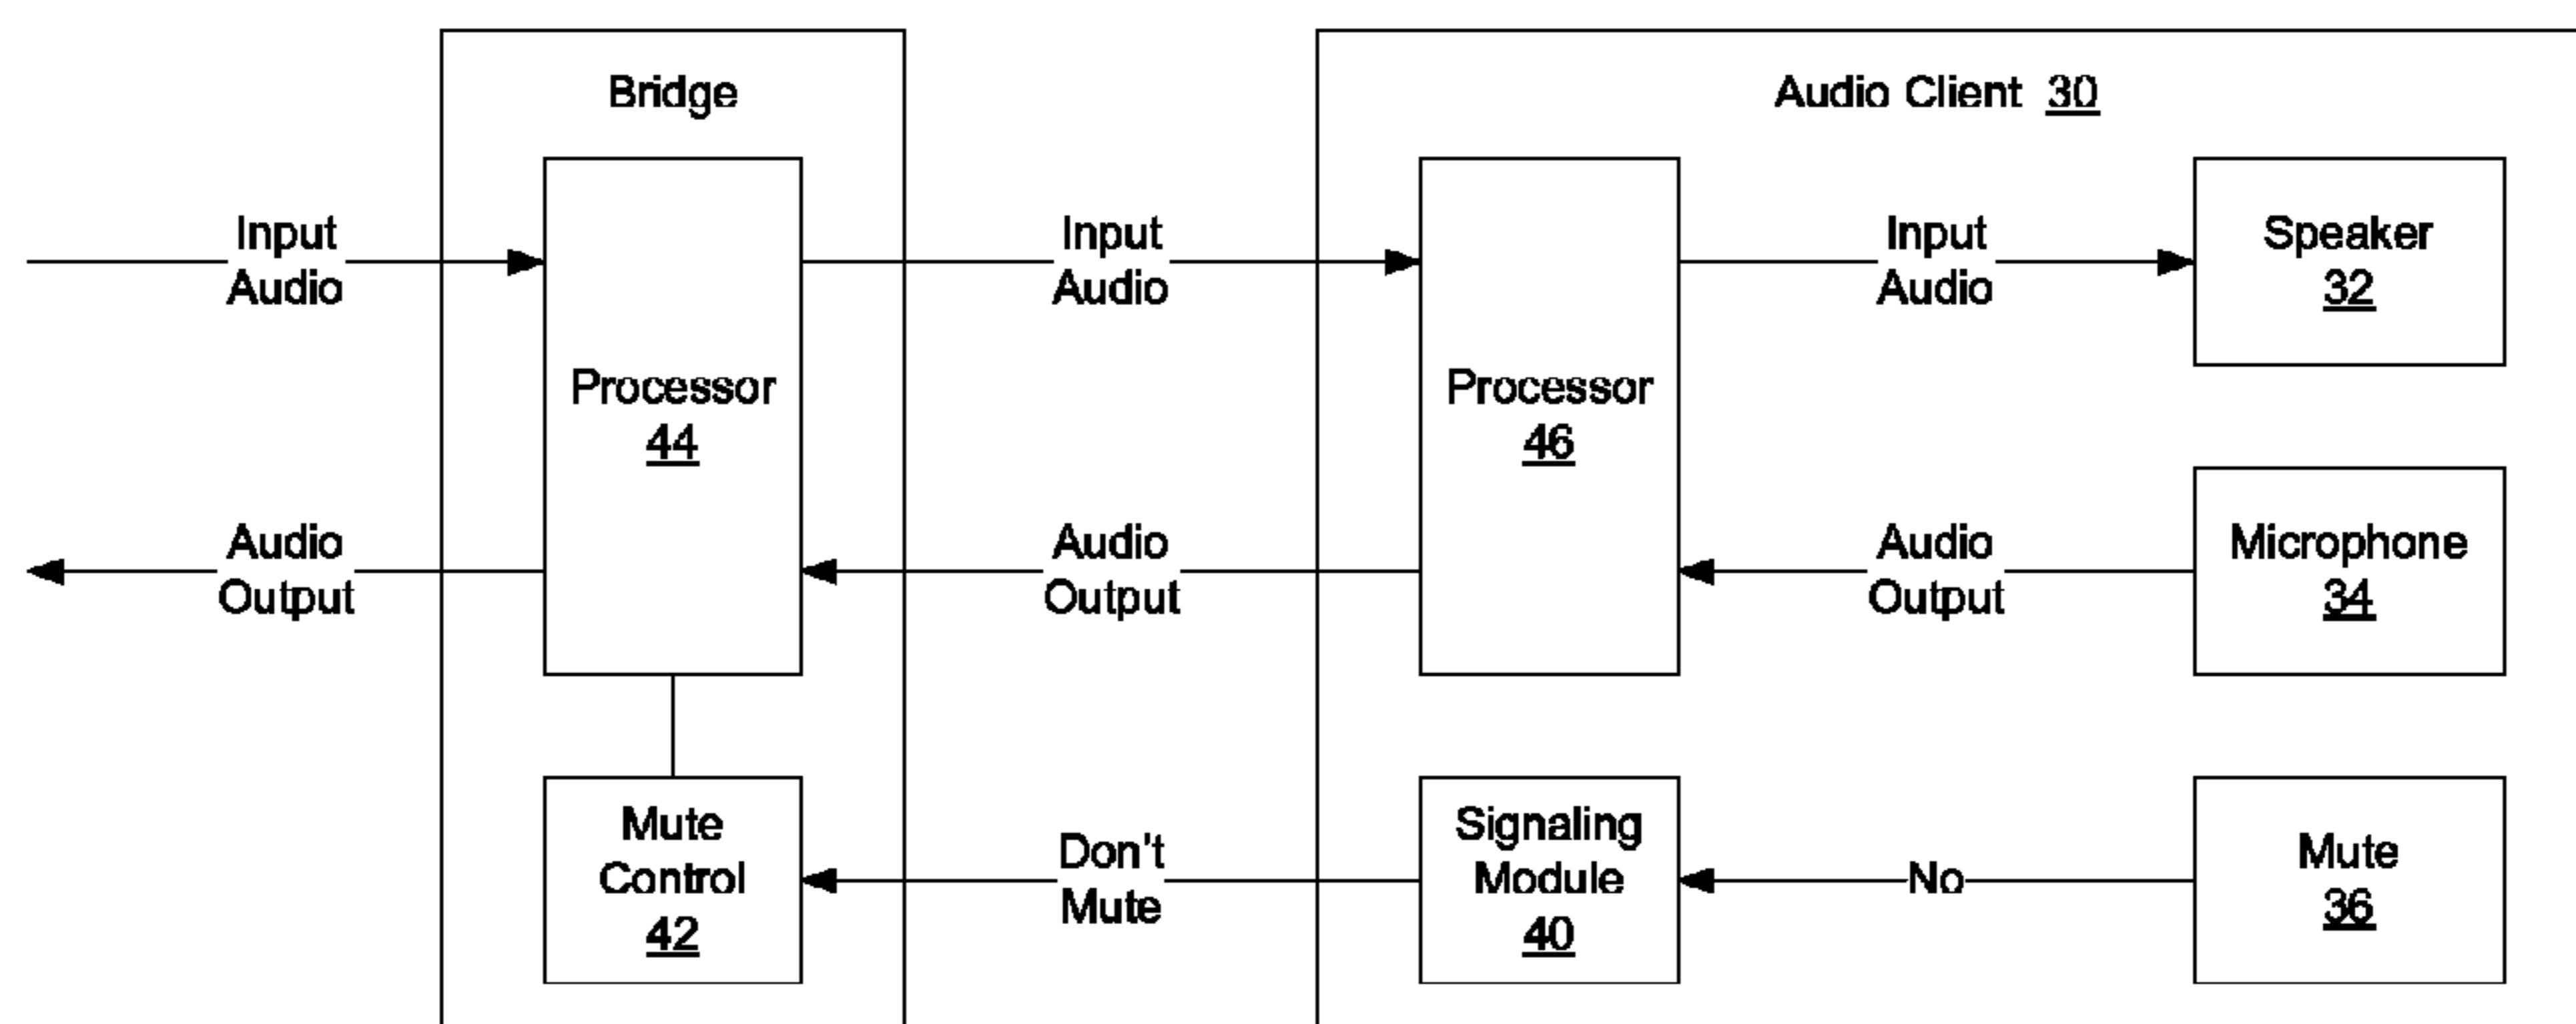 Bridge
Audio Client 30
Input
Audio
Input
Audio
Input
Audio
Speaker
32
Processor
44
Processor
46
Audio
Output
Audio
Output
Audio
Output
Microphone
34
Mute
Control
42
Don't
Mute
Signaling
Module
40
No
Mute
36